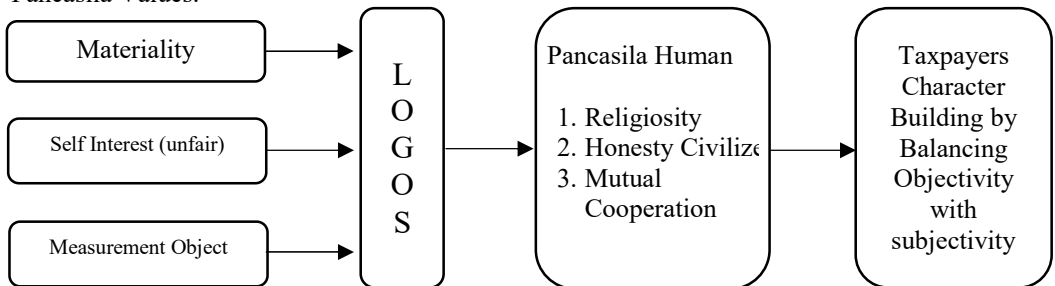 Pancasila Values.
Materiality
Self Interest (unfair)
Measurement Object
L
O
G
O
S
Pancasila Human
1. Religiosity
2. Honesty Civilize
3. Mutual
Cooperation
Taxpayers
Character
Building by
Balancing
Objectivity
with
subjectivity